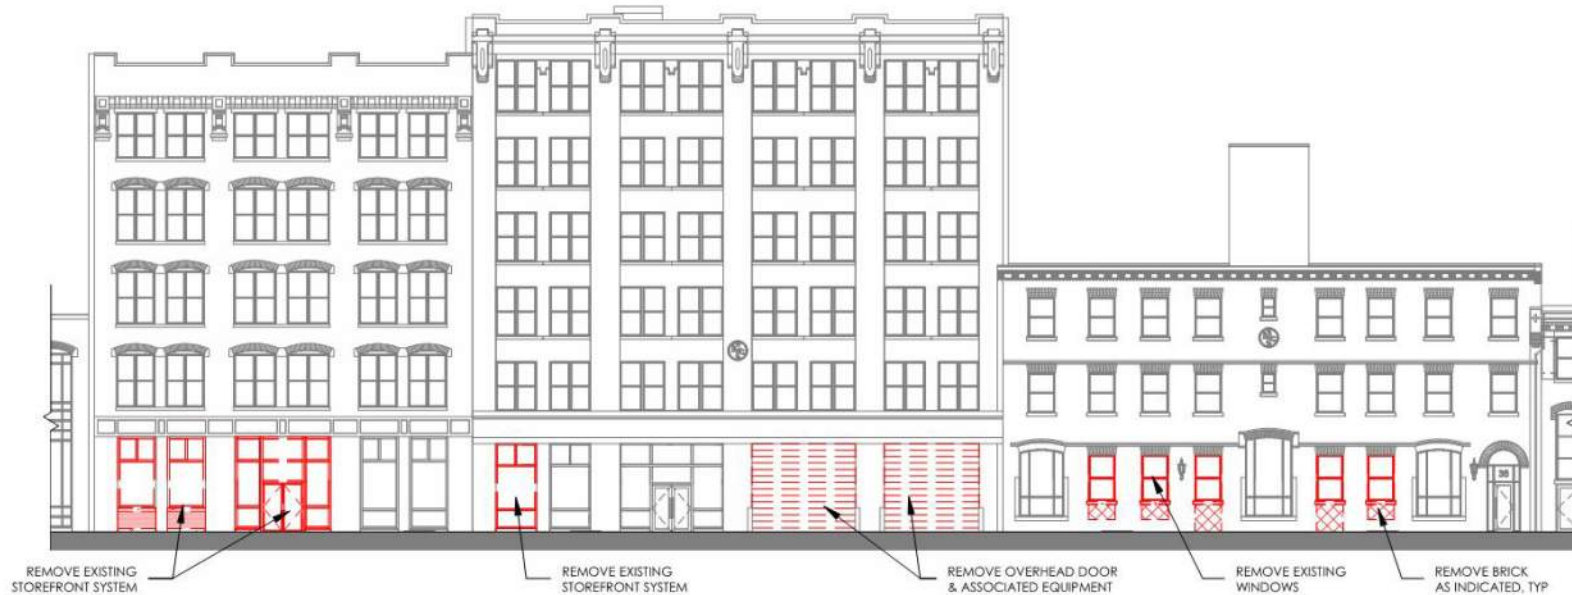 38
REMOVE EXISTING
STOREFRONT SYSTEM
REMOVE EXISTING
STOREFRONT SYSTEM
REMOVE OVERHEAD DOOR
& ASSOCIATED EQUIPMENT
REMOVE EXISTING
WINDOWS
REMOVE BRICK
AS INDICATED, TYP